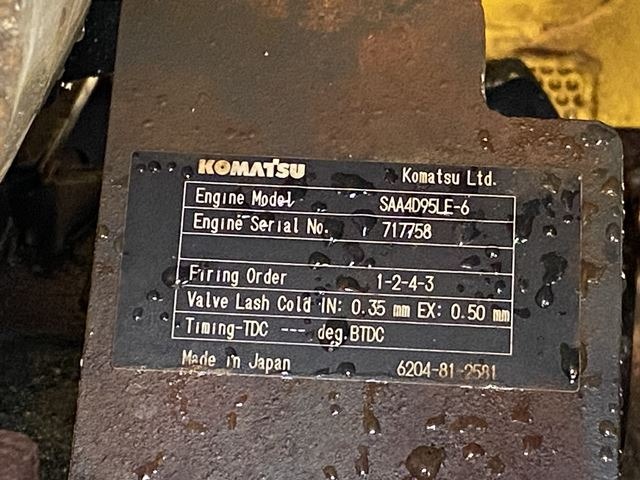 KOMATSU Komatsu Ltd.
Engine Model SAA4D95LE-6
Engine Serial No. 717758
Firing Order 1-2-4-3
Valve Lash Cold IN: 0.35 mm EX: 0.50 mm
Timing-TDC --- deg.BTDC
Made in Japan 6204-81-2581